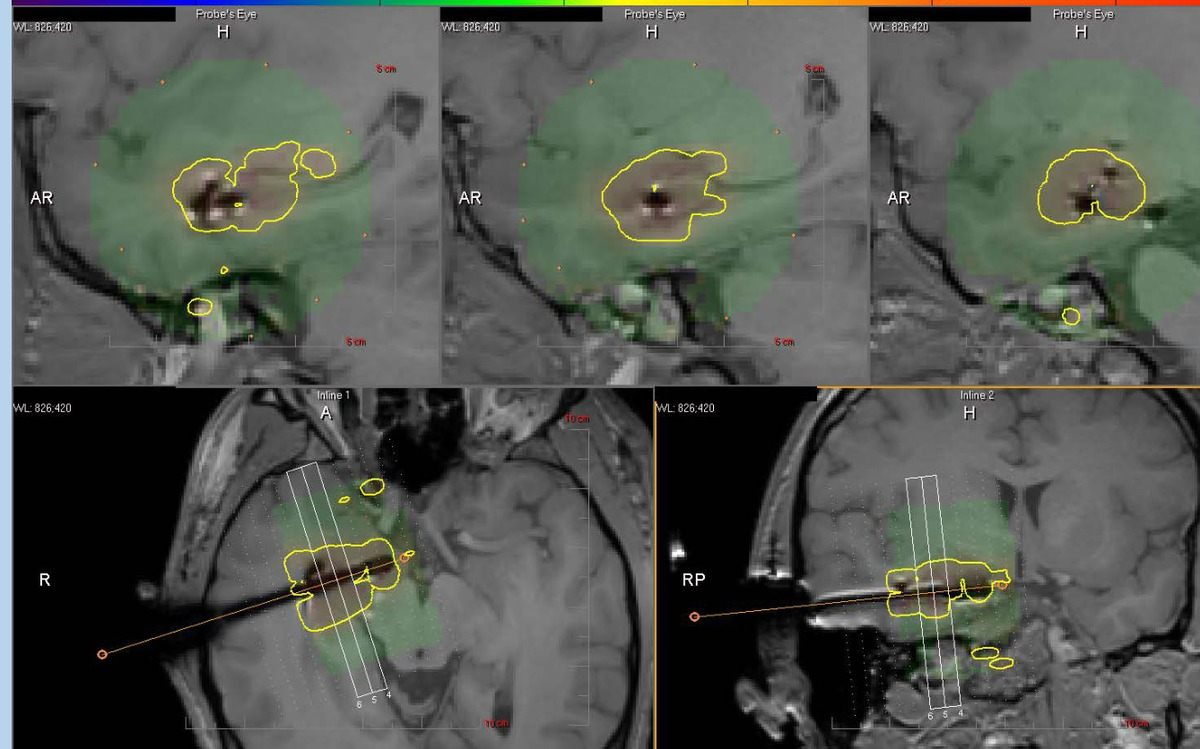 Probe's Eye
WL: 826;420
H
5 cm
AR
5 cm
Probe's Eye
WL: 826;420
H
5 cm
AR
5 cm
Probe's Eye
WL: 826;420
H
AR
Inline 1
WL: 826;420
A
10 cm
R
6 5 4
10 cm
Inline 2
WL: 826;420
H
RP
6 5 4
10 cm